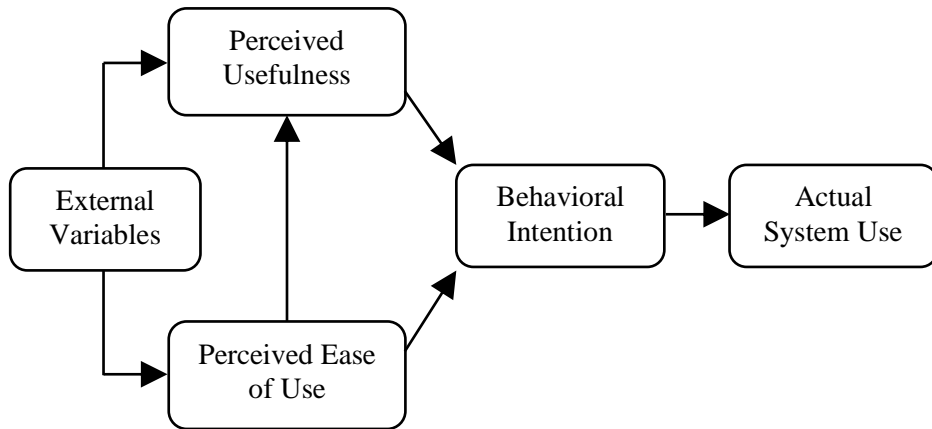 Perceived
Usefulness
External
Variables
Behavioral
Intention
Actual
System Use
Perceived Ease
of Use